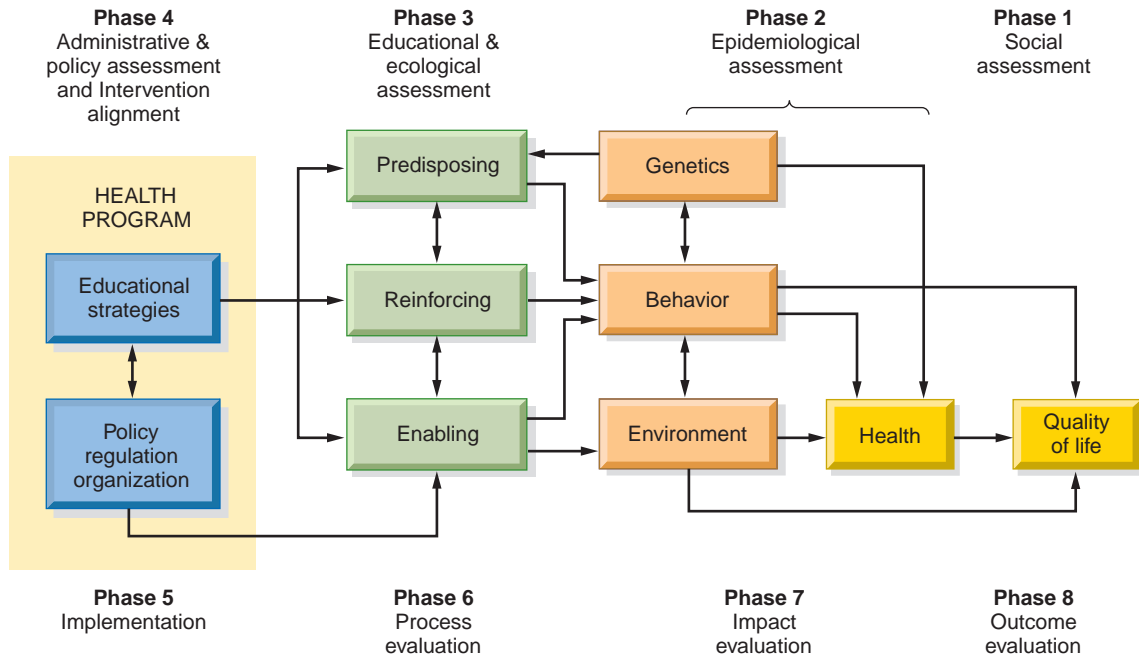 Phase 4
Administrative &
policy assessment
and Intervention
alignment
Phase 3
Educational &
ecological
assessment
Phase 2
Epidemiological
assessment
Phase 1
Social
assessment
HEALTH
PROGRAM
Educational
strategies
Policy
regulation
organization
Predisposing
Reinforcing
Enabling
Genetics
Behavior
Environment
Health
Quality
of life
Phase 5
Implementation
Phase 6
Process
evaluation
Phase 7
Impact
evaluation
Phase 8
Outcome
evaluation